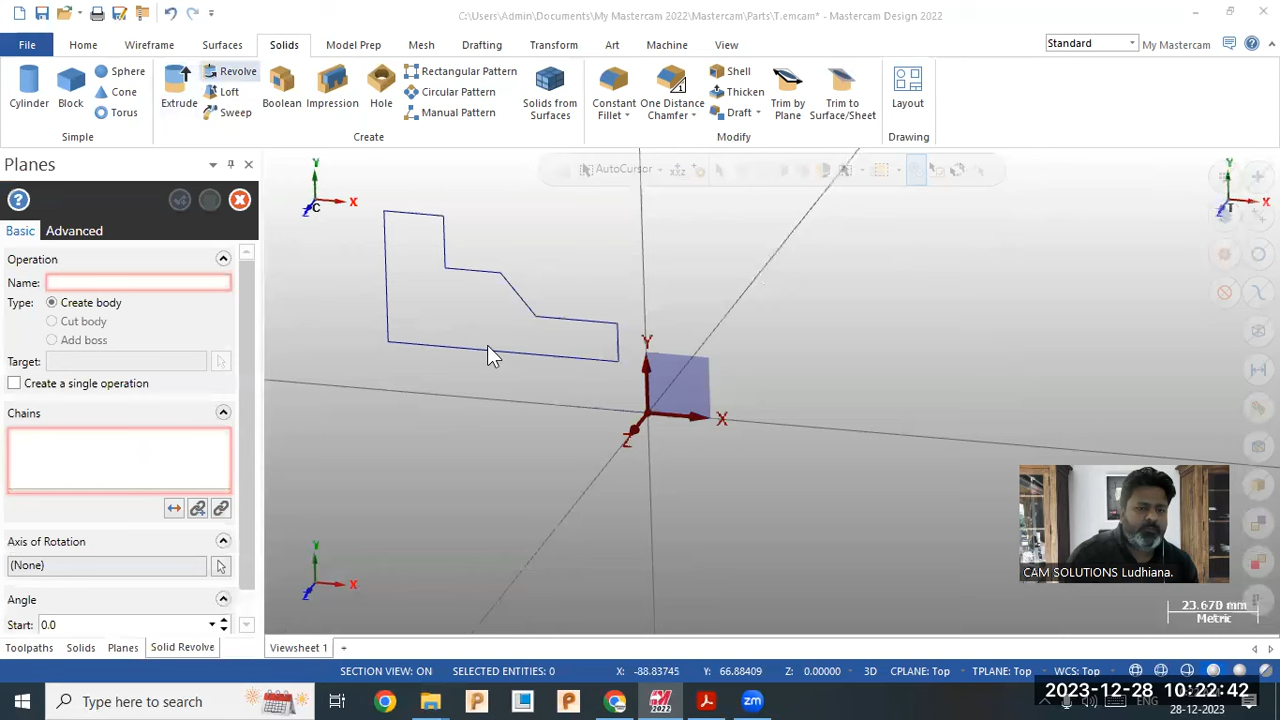 C:\Users\Admin\Documents\My Mastercam 2022\Mastercam\Parts\T.emcam* - Mastercam Design 2022
File Home Wireframe Surfaces Solids Model Prep Mesh Drafting Transform Art Machine View Standard My Mastercam
Cylinder Block Sphere Cone Torus
Simple
Extrude Revolve Loft Sweep Boolean Impression Hole Rectangular Pattern Circular Pattern Manual Pattern Solids from Surfaces
Create
Constant Fillet One Distance Chamfer Shell Thicken Draft Trim by Plane Trim to Surface/Sheet
Modify
Layout
Drawing
Planes
Basic Advanced
Operation
Name:
Type: Create body
Cut body
Add boss
Target:
Create a single operation
Chains
Axis of Rotation
(None)
Angle
Start: 0.0
Toolpaths Solids Planes Solid Revolve
AutoCursor
Y
X
Z
C
Y
X
Z
T
Y
X
Z
Y
X
Z
CAM SOLUTIONS Ludhiana.
23.670 mm
Metric
Viewsheet 1 +
SECTION VIEW: ON SELECTED ENTITIES: 0 X: -88.83745 Y: 66.88409 Z: 0.00000 3D CPLANE: Top TPLANE: Top WCS: Top
2023-12-28 10:22:42
Type here to search
2022
ENG
28-12-2023